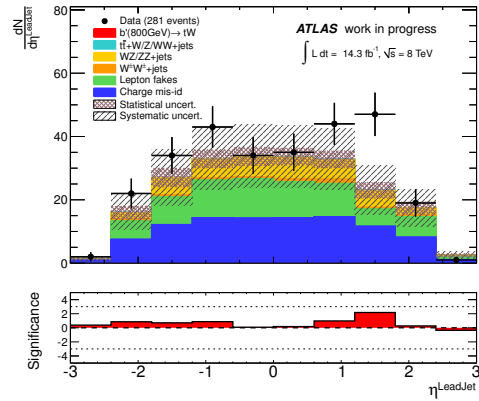 dN
dη^LeadJet
Data (281 events)
b'(800GeV)→ tW
tt̄+W/Z/WW+jets
WZ/ZZ+jets
W±W±+jets
Lepton fakes
Charge mis-id
Statistical uncert.
Systematic uncert.
ATLAS work in progress
∫ L dt = 14.3 fb⁻¹, √s = 8 TeV
80
60
40
20
0
Significance
4
2
0
-2
-4
-3 -2 -1 0 1 2 3
η^LeadJet